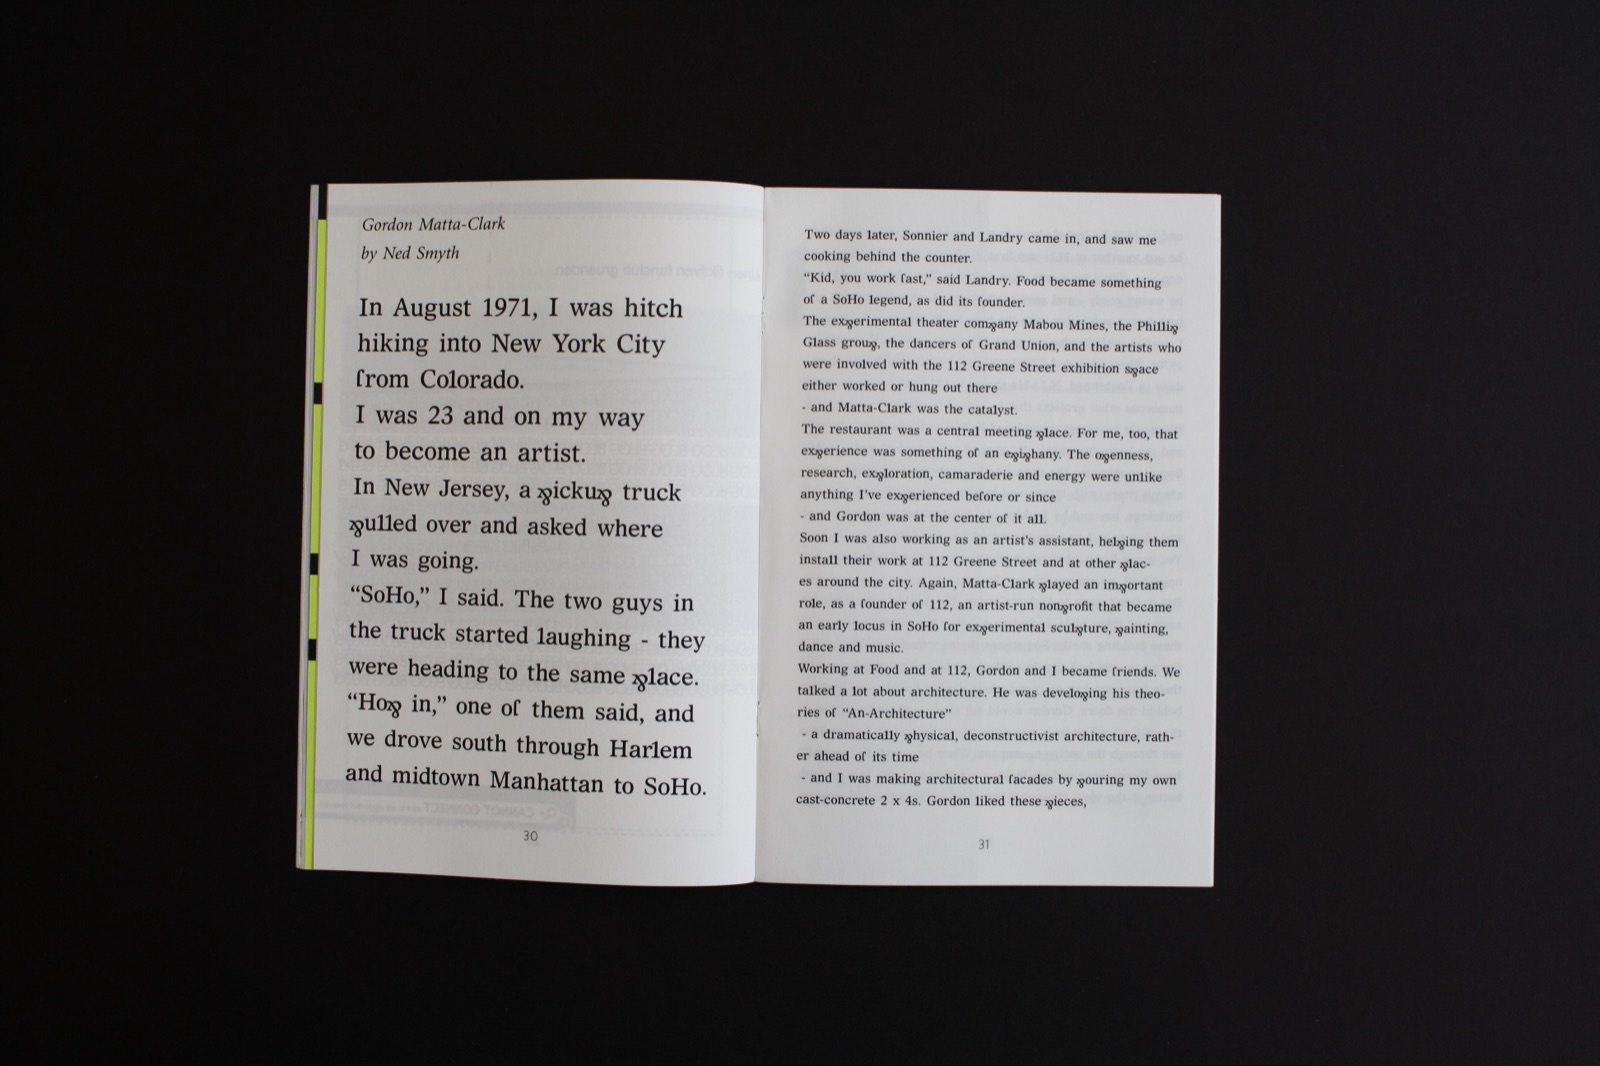 Gordon Matta-Clark
by Ned Smyth
In August 1971, I was hitch
hiking into New York City
from Colorado.
I was 23 and on my way
to become an artist.
In New Jersey, a pickup truck
pulled over and asked where
I was going.
“SoHo,” I said. The two guys in
the truck started laughing - they
were heading to the same place.
“Hop in,” one of them said, and
we drove south through Harlem
and midtown Manhattan to SoHo.
30
Two days later, Sonnier and Landry came in, and saw me
cooking behind the counter.
“Kid, you work fast,” said Landry. Food became something
of a SoHo legend, as did its founder.
The experimental theater company Mabou Mines, the Phillip
Glass group, the dancers of Grand Union, and the artists who
were involved with the 112 Greene Street exhibition space
either worked or hung out there
- and Matta-Clark was the catalyst.
The restaurant was a central meeting place. For me, too, that
experience was something of an epiphany. The openness,
research, exploration, camaraderie and energy were unlike
anything I’ve experienced before or since
- and Gordon was at the center of it all.
Soon I was also working as an artist’s assistant, helping them
install their work at 112 Greene Street and at other plac-
es around the city. Again, Matta-Clark played an important
role, as a founder of 112, an artist-run nonprofit that became
an early locus in SoHo for experimental sculpture, painting,
dance and music.
Working at Food and at 112, Gordon and I became friends. We
talked a lot about architecture. He was developing his theo-
ries of “An-Architecture”
- a dramatically physical, deconstructivist architecture, rath-
er ahead of its time
- and I was making architectural facades by pouring my own
cast-concrete 2 x 4s. Gordon liked these pieces,
31